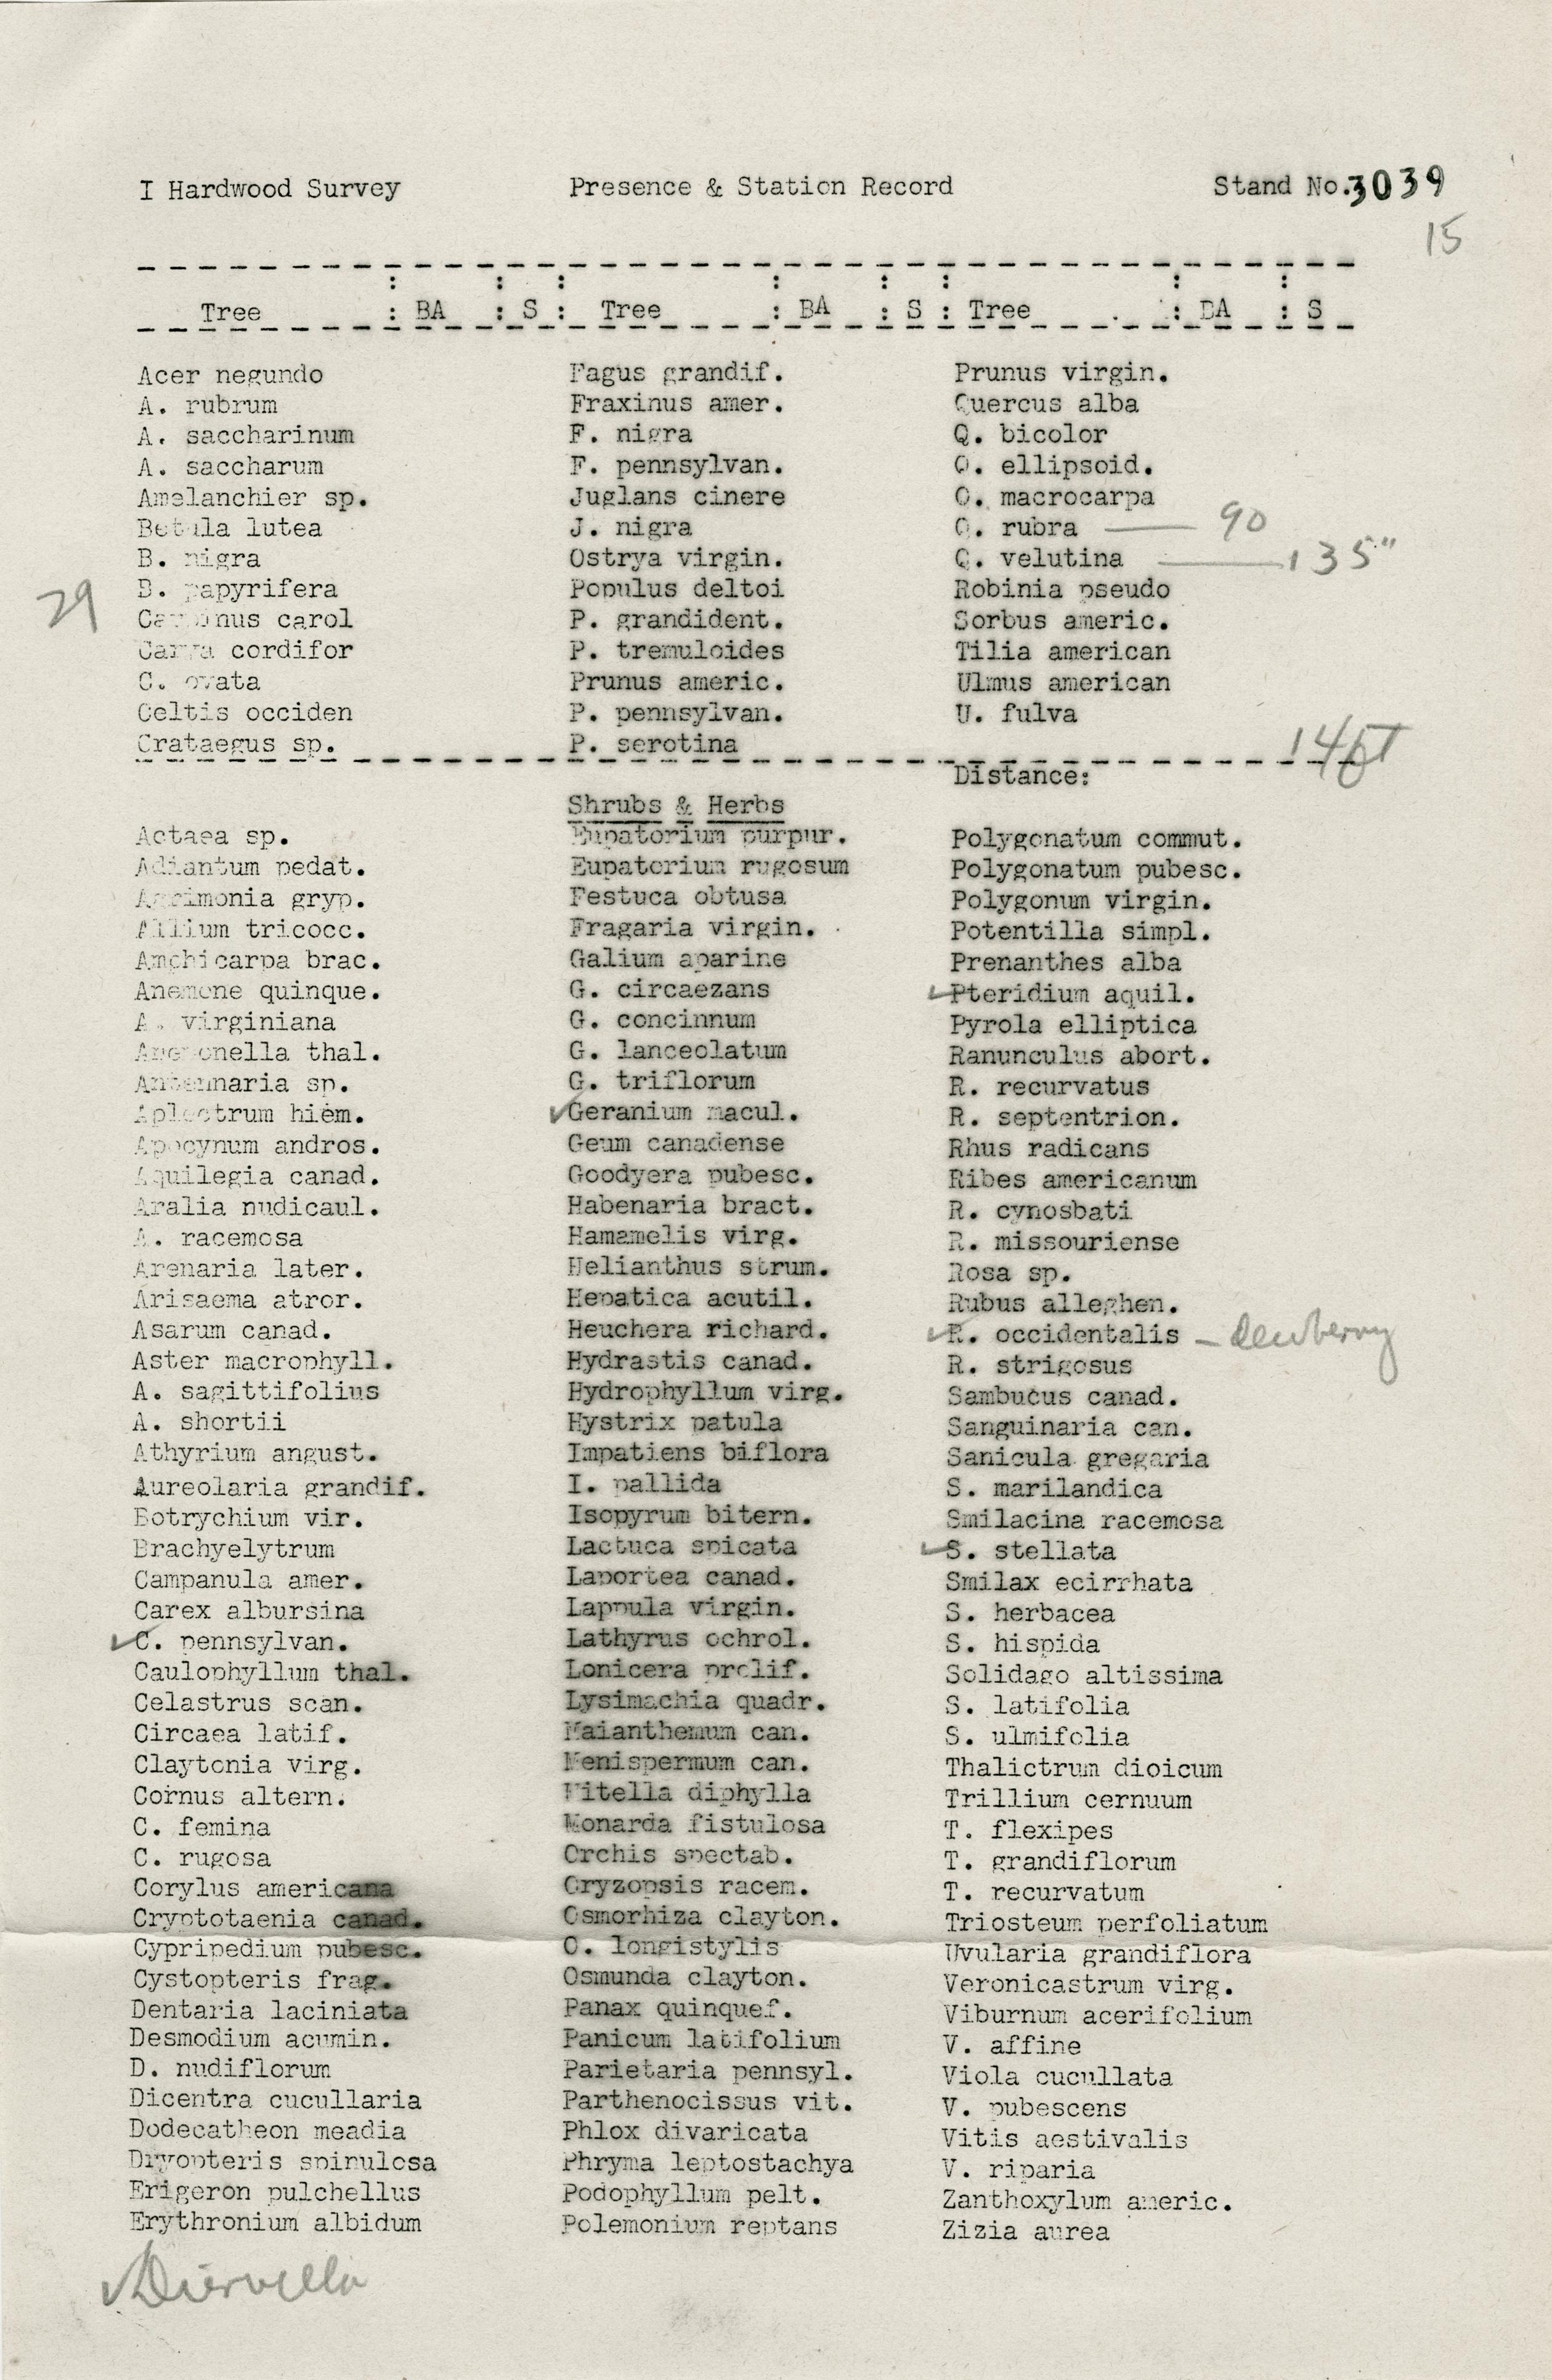 I Hardwood Survey Presence & Station Record Stand No. 3039
15
Tree : BA : S : Tree : BA : S : Tree : BA : S
Acer negundo Fagus grandif. Prunus virgin.
A. rubrum Fraxinus amer. Quercus alba
A. saccharinum F. nigra Q. bicolor
A. saccharum F. pennsylvan. Q. ellipsoid.
Amelanchier sp. Juglans cinere Q. macrocarpa
Betula lutea J. nigra Q. rubra — 90
B. nigra Ostrya virgin. Q. velutina — 135"
29 B. papyrifera Populus deltoi Robinia pseudo
Carpinus carol P. grandident. Sorbus americ.
Carya cordifor P. tremuloides Tilia american
C. ovata Prunus americ. Ulmus american
Celtis occiden P. pennsylvan. U. fulva
Crataegus sp. P. serotina
Distance:
Shrubs & Herbs
Actaea sp. Eupatorium purpur. Polygonatum commut.
Adiantum pedat. Eupatorium rugosum Polygonatum pubesc.
Agrimonia gryp. Festuca obtusa Polygonum virgin.
Allium tricocc. Fragaria virgin. Potentilla simpl.
Amphicarpa brac. Galium aparine Prenanthes alba
Anemone quinque. G. circaezans ✓Pteridium aquil.
A. virginiana G. concinnum Pyrola elliptica
Anemonella thal. G. lanceolatum Ranunculus abort.
Antennaria sp. G. triflorum R. recurvatus
Aplectrum hiem. ✓Geranium macul. R. septentrion.
Apocynum andros. Geum canadense Rhus radicans
Aquilegia canad. Goodyera pubesc. Ribes americanum
Aralia nudicaul. Habenaria bract. R. cynosbati
A. racemosa Hamamelis virg. R. missouriense
Arenaria later. Helianthus strum. Rosa sp.
Arisaema atror. Hepatica acutil. Rubus alleghen.
Asarum canad. Heuchera richard. ✓R. occidentalis – dewberry
Aster macrophyll. Hydrastis canad. R. strigosus
A. sagittifolius Hydrophyllum virg. Sambucus canad.
A. shortii Hystrix patula Sanguinaria can.
Athyrium angust. Impatiens biflora Sanicula gregaria
Aureolaria grandif. I. pallida S. marilandica
Botrychium vir. Isopyrum bitern. Smilacina racemosa
Brachyelytrum Lactuca spicata ✓S. stellata
Campanula amer. Laportea canad. Smilax ecirrhata
Carex albursina Lappula virgin. S. herbacea
✓C. pennsylvan. Lathyrus ochrol. S. hispida
Caulophyllum thal. Lonicera prolif. Solidago altissima
Celastrus scan. Lysimachia quadr. S. latifolia
Circaea latif. Maianthemum can. S. ulmifolia
Claytonia virg. Menispermum can. Thalictrum dioicum
Cornus altern. Mitella diphylla Trillium cernuum
C. femina Monarda fistulosa T. flexipes
C. rugosa Orchis spectab. T. grandiflorum
Corylus americana Oryzopsis racem. T. recurvatum
Cryptotaenia canad. Osmorhiza clayton. Triosteum perfoliatum
Cypripedium pubesc. O. longistylis Uvularia grandiflora
Cystopteris frag. Osmunda clayton. Veronicastrum virg.
Dentaria laciniata Panax quinquef. Viburnum acerifolium
Desmodium acumin. Panicum latifolium V. affine
D. nudiflorum Parietaria pennsyl. Viola cucullata
Dicentra cucullaria Parthenocissus vit. V. pubescens
Dodecatheon meadia Phlox divaricata Vitis aestivalis
Dryopteris spinulosa Phryma leptostachya V. riparia
Erigeron pulchellus Podophyllum pelt. Zanthoxylum americ.
Erythronium albidum Polemonium reptans Zizia aurea
✓Diervilla